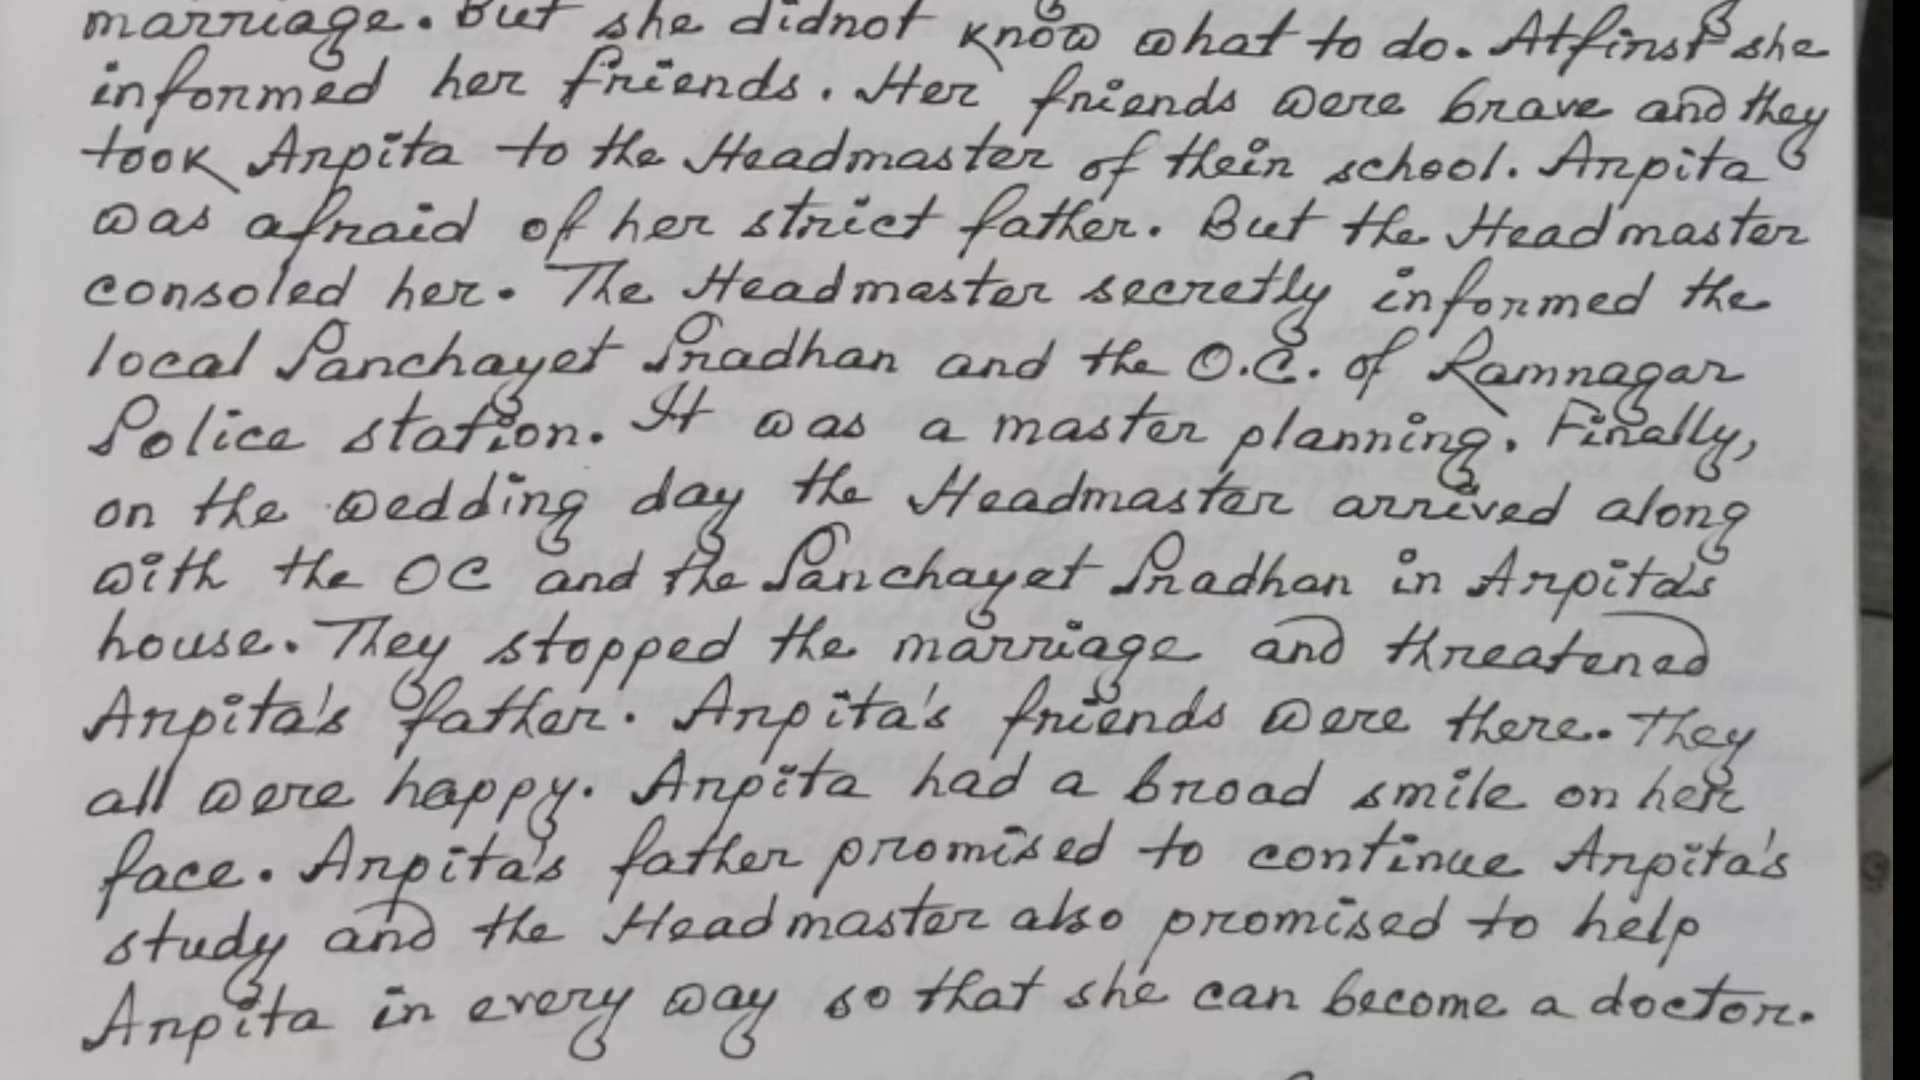 marriage. But she didnot know what to do. Atfirst she
informed her friends. Her friends were brave and they
took Arpita to the Headmaster of their school. Arpita
was afraid of her strict father. But the Headmaster
consoled her. The Headmaster secretly informed the
local Panchayet Pradhan and the O.C. of Ramnagar
Police station. It was a master planning. Finally,
on the wedding day the Headmaster arrived along
with the OC and the Panchayet Pradhan in Arpita's
house. They stopped the marriage and threatened
Arpita's father. Arpita's friends were there. They
all were happy. Arpita had a broad smile on her
face. Arpita's father promised to continue Arpita's
study and the Headmaster also promised to help
Arpita in every way so that she can become a doctor.